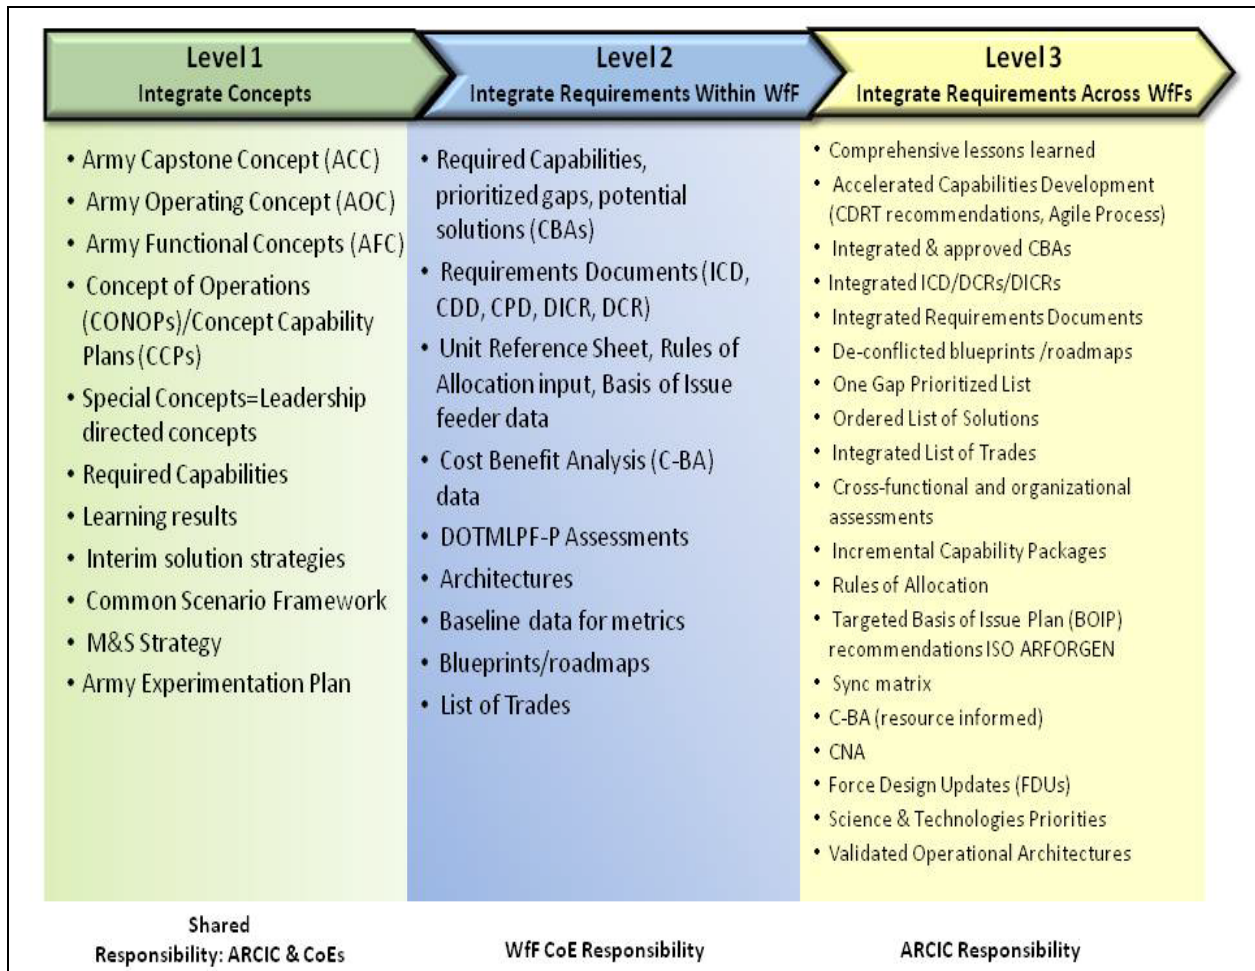 Level 1
Integrate Concepts
• Army Capstone Concept (ACC)
• Army Operating Concept (AOC)
• Army Functional Concepts (AFC)
• Concept of Operations
(CONOPs)/Concept Capability
Plans (CCPs)
• Special Concepts=Leadership
directed concepts
• Required Capabilities
• Learning results
• Interim solution strategies
• Common Scenario Framework
• M&S Strategy
• Army Experimentation Plan
Shared
Responsibility: ARCIC & CoEs
Level 2
Integrate Requirements Within WfF
• Required Capabilities,
prioritized gaps, potential
solutions (CBAs)
• Requirements Documents (ICD,
CDD, CPD, DICR, DCR)
• Unit Reference Sheet, Rules of
Allocation input, Basis of Issue
feeder data
• Cost Benefit Analysis (C-BA)
data
• DOTMLPF-P Assessments
• Architectures
• Baseline data for metrics
• Blueprints/roadmaps
• List of Trades
WfF CoE Responsibility
Level 3
Integrate Requirements Across WfFs
• Comprehensive lessons learned
• Accelerated Capabilities Development
(CDRT recommendations, Agile Process)
• Integrated & approved CBAs
• Integrated ICD/DCRs/DICRs
• Integrated Requirements Documents
• De-conflicted blueprints /roadmaps
• One Gap Prioritized List
• Ordered List of Solutions
• Integrated List of Trades
• Cross-functional and organizational
assessments
• Incremental Capability Packages
• Rules of Allocation
• Targeted Basis of Issue Plan (BOIP)
recommendations ISO ARFORGEN
• Sync matrix
• C-BA (resource informed)
• CNA
• Force Design Updates (FDUs)
• Science & Technologies Priorities
• Validated Operational Architectures
ARCIC Responsibility